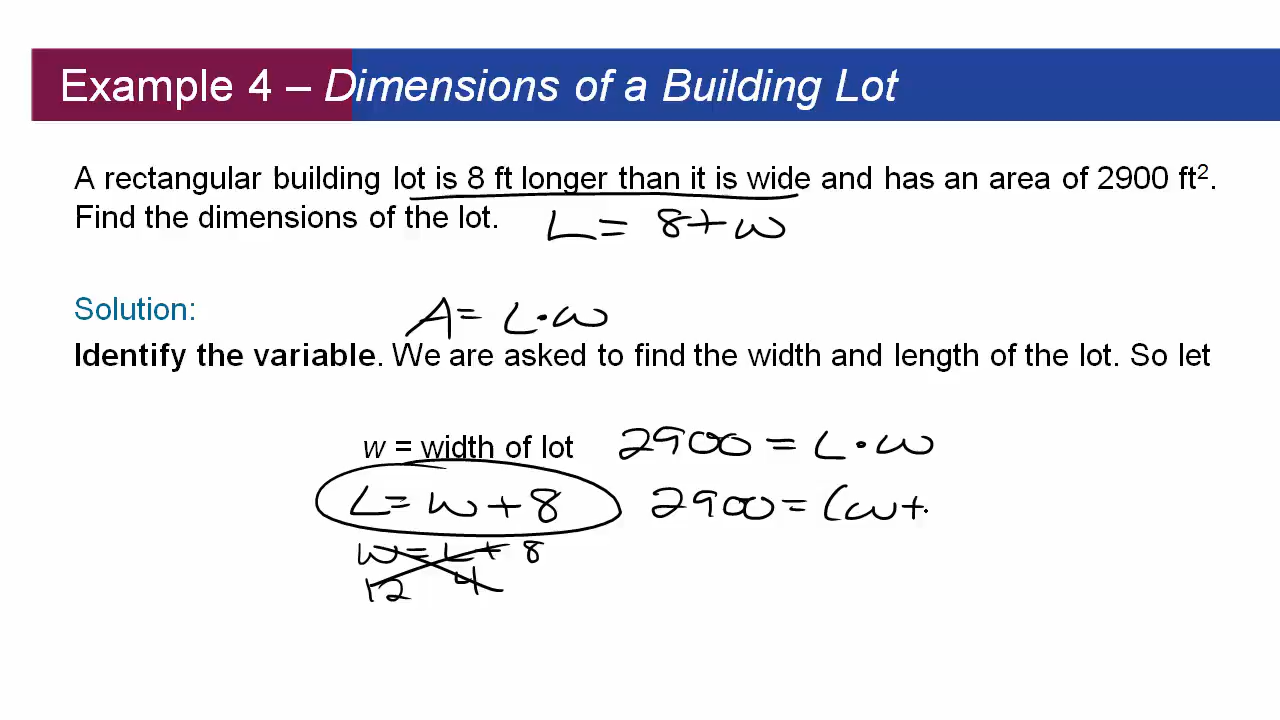 Example 4 – Dimensions of a Building Lot
A rectangular building lot is 8 ft longer than it is wide and has an area of 2900 ft².
Find the dimensions of the lot. L = 8 + w
Solution: A = L · w
Identify the variable. We are asked to find the width and length of the lot. So let
w = width of lot 2900 = L · w
L = w + 8 2900 = (w +
w = L + 8
12 4